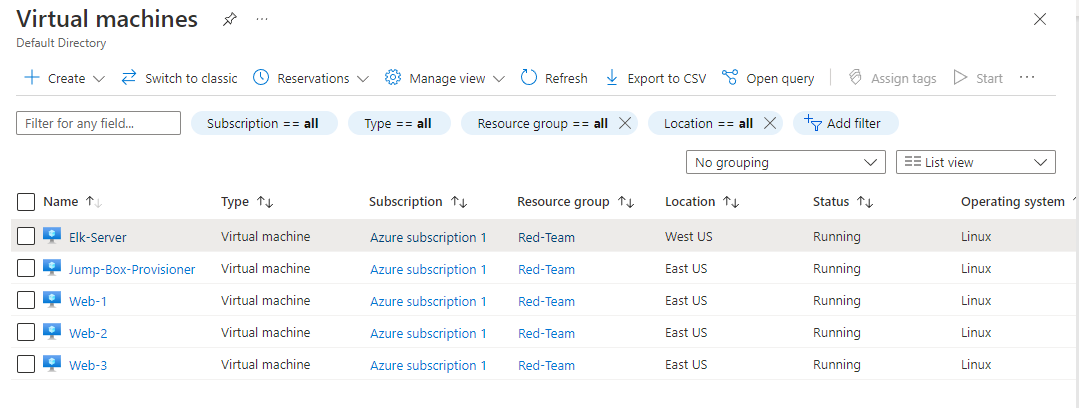 Virtual machines ...
Default Directory
Create Switch to classic Reservations Manage view Refresh Export to CSV Open query Assign tags Start ...
Filter for any field... Subscription == all Type == all Resource group == all Location == all Add filter
No grouping List view
Name Type Subscription Resource group Location Status Operating system
Elk-Server Virtual machine Azure subscription 1 Red-Team West US Running Linux
Jump-Box-Provisioner Virtual machine Azure subscription 1 Red-Team East US Running Linux
Web-1 Virtual machine Azure subscription 1 Red-Team East US Running Linux
Web-2 Virtual machine Azure subscription 1 Red-Team East US Running Linux
Web-3 Virtual machine Azure subscription 1 Red-Team East US Running Linux